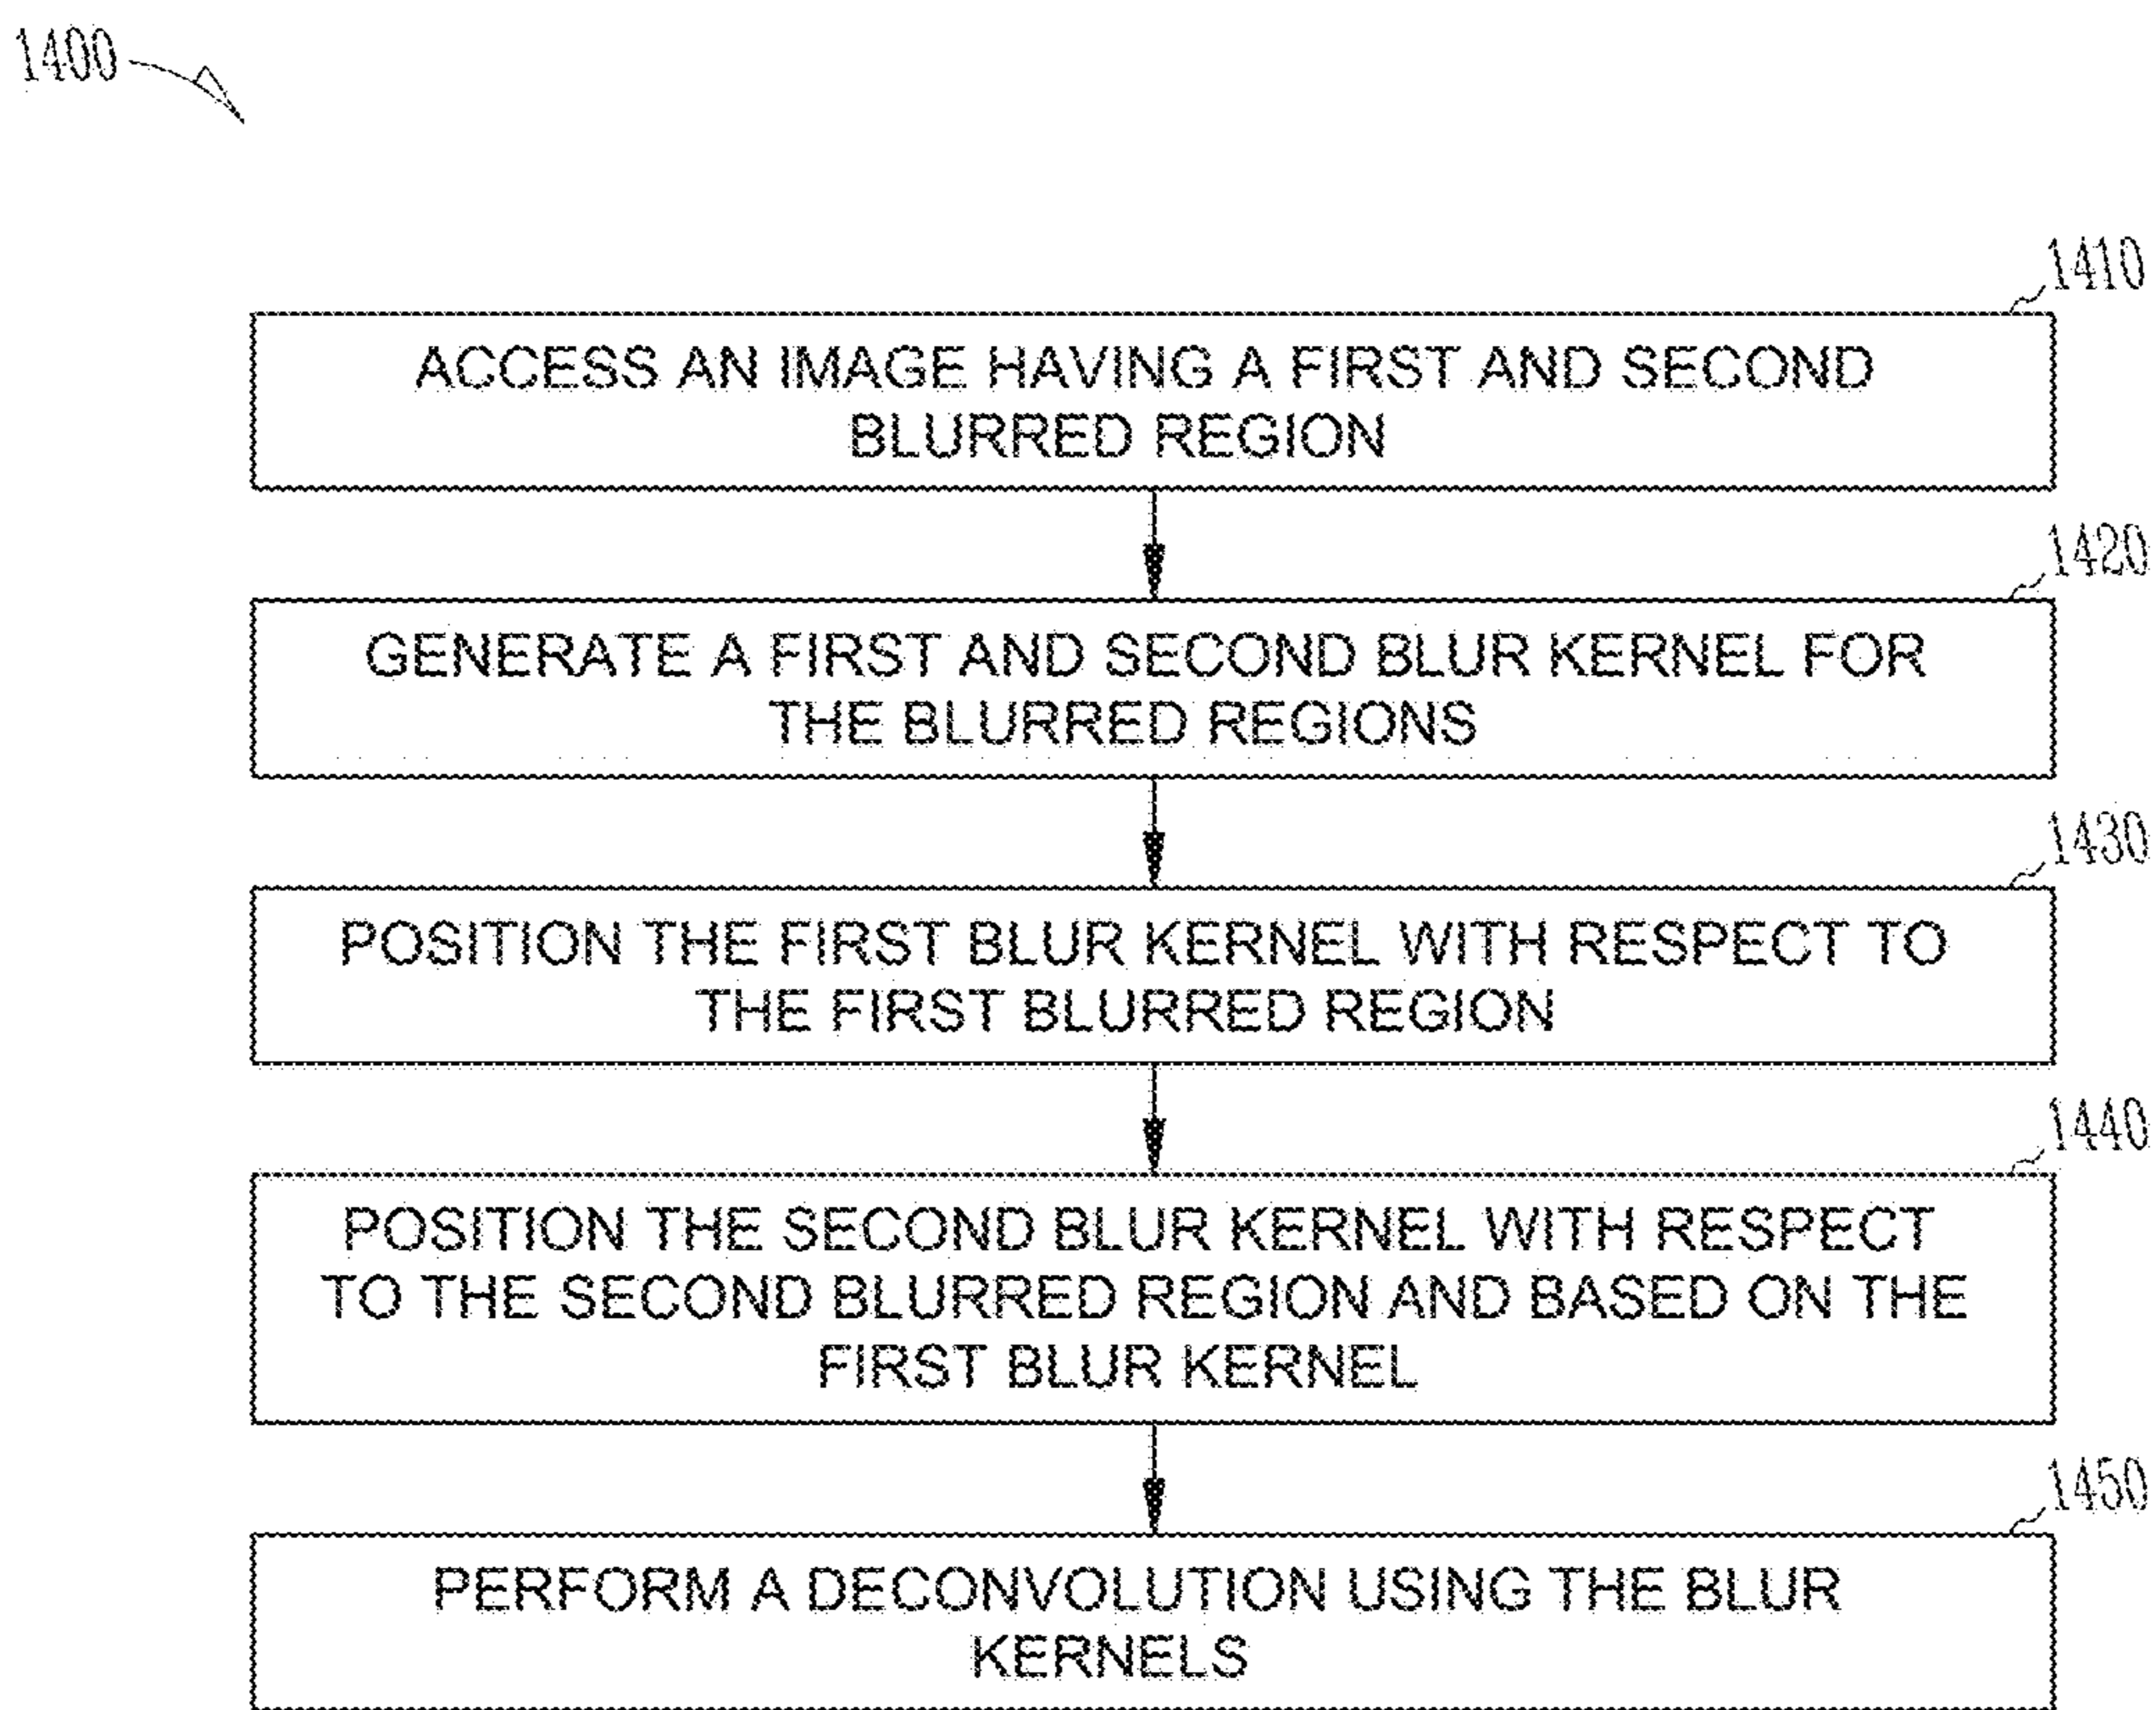 1400
1410
ACCESS AN IMAGE HAVING A FIRST AND SECOND
BLURRED REGION
1420
GENERATE A FIRST AND SECOND BLUR KERNEL FOR
THE BLURRED REGIONS
1430
POSITION THE FIRST BLUR KERNEL WITH RESPECT TO
THE FIRST BLURRED REGION
1440
POSITION THE SECOND BLUR KERNEL WITH RESPECT
TO THE SECOND BLURRED REGION AND BASED ON THE
FIRST BLUR KERNEL
1450
PERFORM A DECONVOLUTION USING THE BLUR
KERNELS